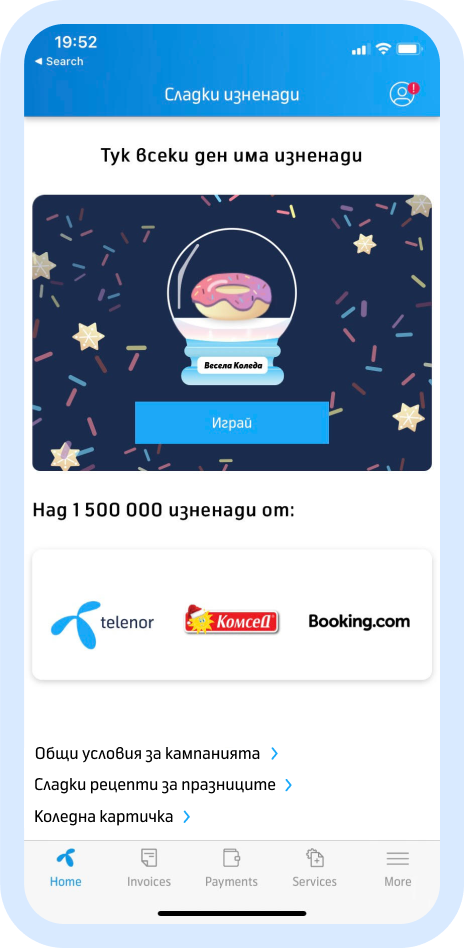 19:52
◀ Search
Сладки изненади
!
Тук всеки ден има изненади
Весела Коледа
Играй
Над 1 500 000 изненади от:
telenor
КомсеД
Booking.com
Общи условия за кампанията
Сладки рецепти за празниците
Коледна картичка
Home
Invoices
Payments
Services
More